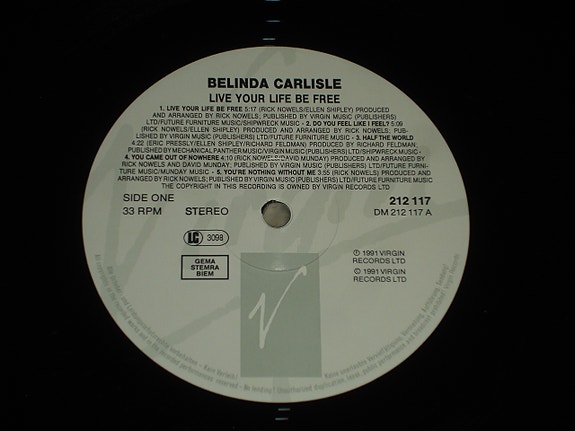 BELINDA CARLISLE
LIVE YOUR LIFE BE FREE
1. LIVE YOUR LIFE BE FREE 5:17 (RICK NOWELS/ELLEN SHIPLEY) PRODUCED
AND ARRANGED BY RICK NOWELS; PUBLISHED BY VIRGIN MUSIC (PUBLISHERS)
LTD/FUTURE FURNITURE MUSIC/SHIPWRECK MUSIC - 2. DO YOU FEEL LIKE I FEEL? 5:09
(RICK NOWELS/ELLEN SHIPLEY) PRODUCED AND ARRANGED BY RICK NOWELS; PUB-
LISHED BY VIRGIN MUSIC (PUBLISHERS) LTD/FUTURE FURNITURE MUSIC - 3. HALF THE WORLD
4:22 (ERIC PRESSLY/ELLEN SHIPLEY/RICHARD FELDMAN) PRODUCED BY RICHARD FELDMAN;
PUBLISHED BY MECHANICAL PANTHER MUSIC/VIRGIN MUSIC (PUBLISHERS) LTD/SHIPWRECK MUSIC -
4. YOU CAME OUT OF NOWHERE 4:10 (RICK NOWELS/DAVID MUNDAY) PRODUCED AND ARRANGED BY
RICK NOWELS AND DAVID MUNDAY; PUBLISHED BY VIRGIN MUSIC (PUBLISHERS) LTD/FUTURE FURNI-
TURE MUSIC/MUNDAY MUSIC - 5. YOU'RE NOTHING WITHOUT ME 3:55 (RICK NOWELS) PRODUCED AND
ARRANGED BY RICK NOWELS; PUBLISHED BY VIRGIN MUSIC (PUBLISHERS) LTD/FUTURE FURNITURE MUSIC
THE COPYRIGHT IN THIS RECORDING IS OWNED BY VIRGIN RECORDS LTD
SIDE ONE
212 117
33 RPM STEREO
DM 212 117 A
LC 3098
GEMA
STEMRA
BIEM
℗ 1991 VIRGIN
RECORDS LTD
© 1991 VIRGIN
RECORDS LTD
V